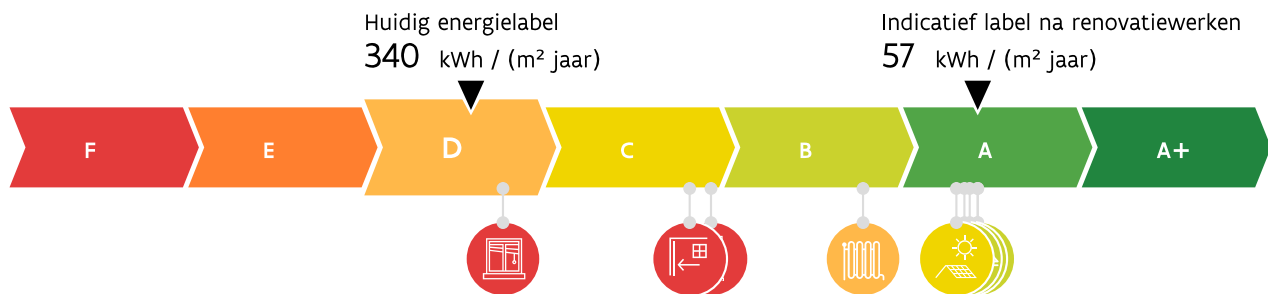 Huidig energielabel
340 kWh / (m² jaar)
Indicatief label na renovatiewerken
57 kWh / (m² jaar)
F
E
D
C
B
A
A+